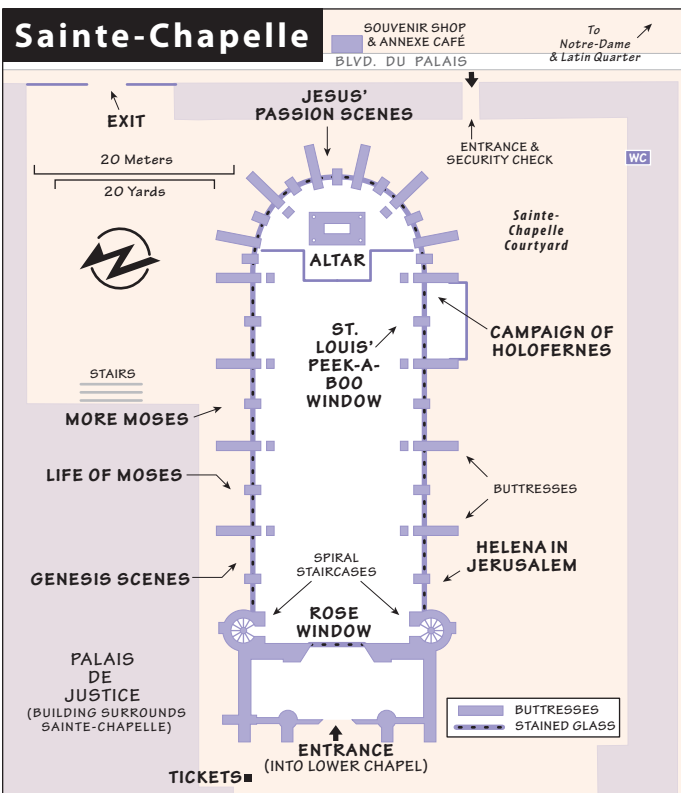 Sainte-Chapelle
SOUVENIR SHOP
& ANNEXE CAFÉ
To
Notre-Dame
& Latin Quarter
BLVD. DU PALAIS
EXIT
JESUS'
PASSION SCENES
ENTRANCE &
SECURITY CHECK
WC
20 Meters
20 Yards
Sainte-
Chapelle
Courtyard
ALTAR
ST.
LOUIS'
PEEK-A-
BOO
WINDOW
CAMPAIGN OF
HOLOFERNES
STAIRS
MORE MOSES
LIFE OF MOSES
BUTTRESSES
GENESIS SCENES
SPIRAL
STAIRCASES
HELENA IN
JERUSALEM
ROSE
WINDOW
PALAIS
DE
JUSTICE
(BUILDING SURROUNDS
SAINTE-CHAPELLE)
BUTTRESSES
STAINED GLASS
ENTRANCE
(INTO LOWER CHAPEL)
TICKETS